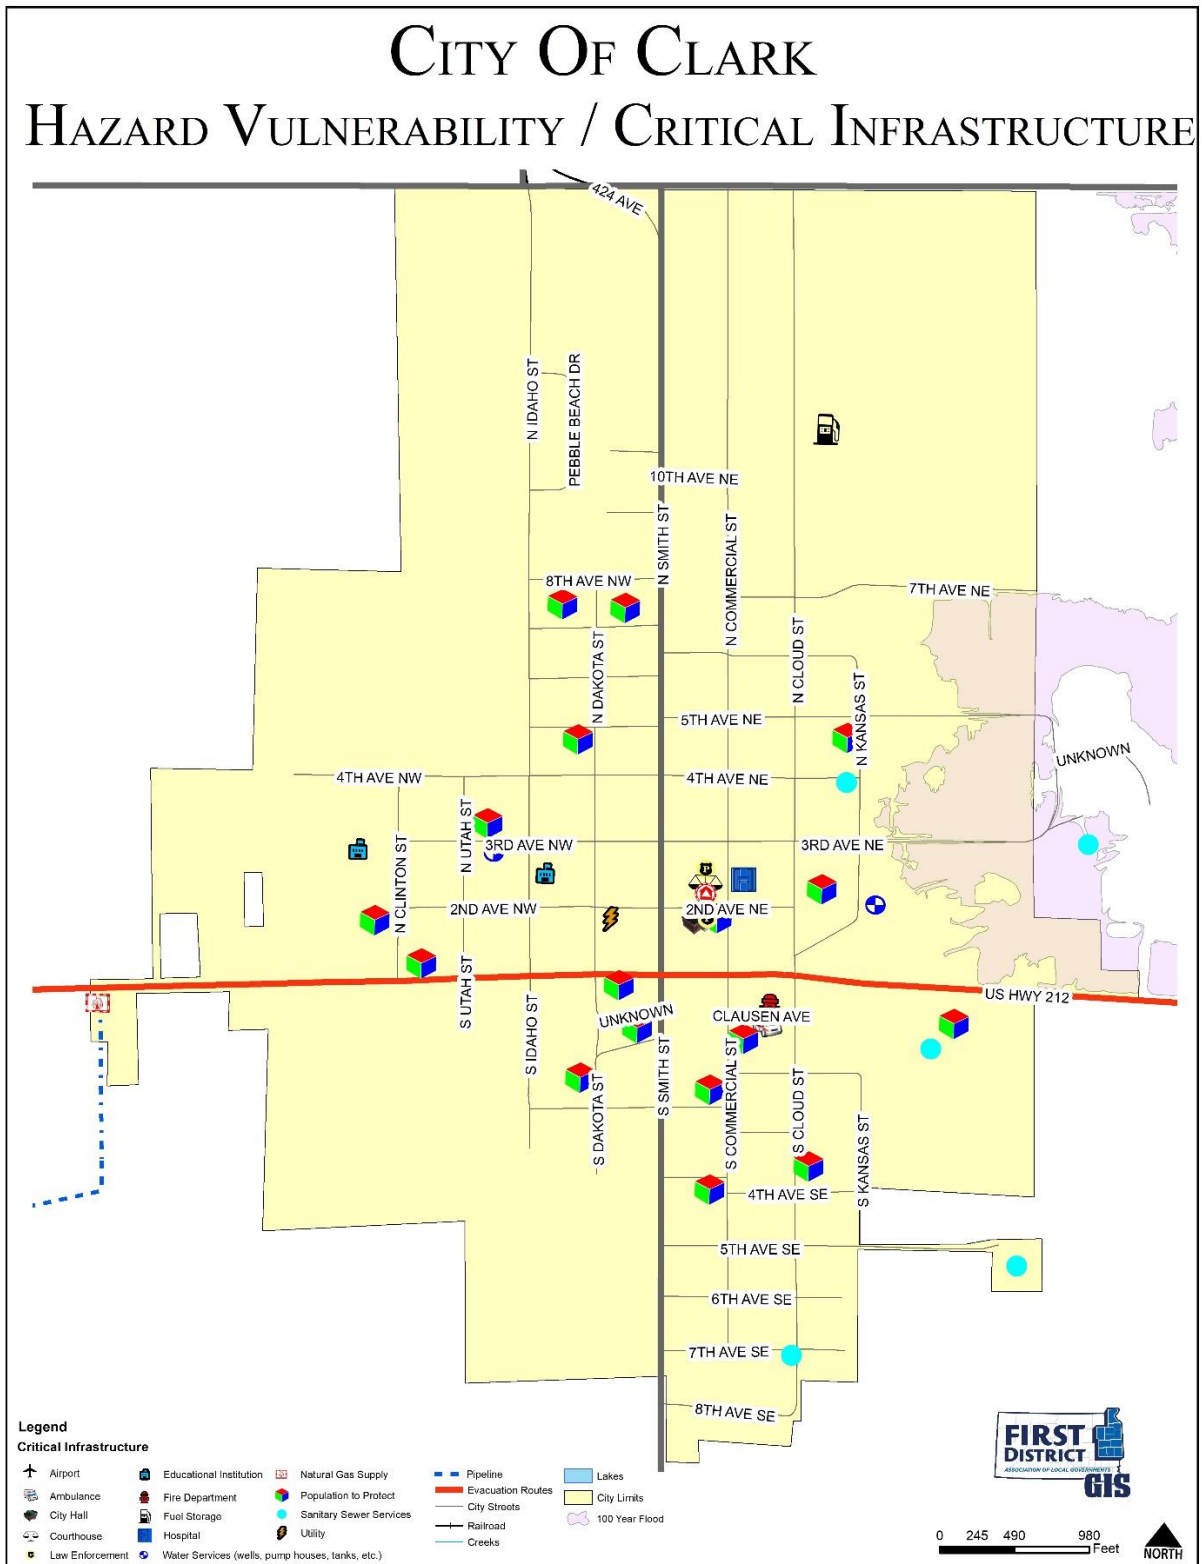 CITY OF CLARK
HAZARD VULNERABILITY / CRITICAL INFRASTRUCTURE
424 AVE
N IDAHO ST
PEBBLE BEACH DR
10TH AVE NE
N SMITH ST
N COMMERCIAL ST
8TH AVE NW
7TH AVE NE
N DAKOTA ST
N CLOUD ST
N KANSAS ST
5TH AVE NE
UNKNOWN
4TH AVE NW
4TH AVE NE
N UTAH ST
N CLINTON ST
3RD AVE NW
3RD AVE NE
2ND AVE NW
2ND AVE NE
S UTAH ST
US HWY 212
UNKNOWN
CLAUSEN AVE
S IDAHO ST
S DAKOTA ST
S SMITH ST
S COMMERCIAL ST
S CLOUD ST
S KANSAS ST
4TH AVE SE
5TH AVE SE
6TH AVE SE
7TH AVE SE
8TH AVE SE
Legend
Critical Infrastructure
Airport
Ambulance
City Hall
Courthouse
Law Enforcement
Educational Institution
Fire Department
Fuel Storage
Hospital
Water Services (wells, pump houses, tanks, etc.)
Natural Gas Supply
Population to Protect
Sanitary Sewer Services
Utility
Pipeline
Evacuation Routes
City Streets
Railroad
Creeks
Lakes
City Limits
100 Year Flood
FIRST
DISTRICT
ASSOCIATION OF LOCAL GOVERNMENTS
GIS
0 245 490 980
Feet
NORTH